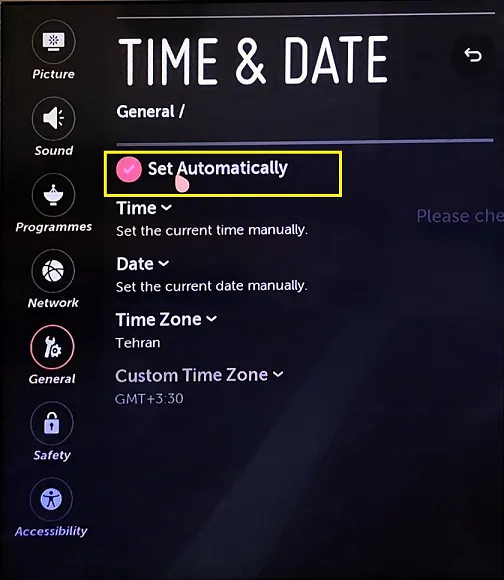 TIME & DATE
General /
Picture
Sound
Programmes
Network
General
Safety
Accessibility
Set Automatically
Time
Set the current time manually.
Date
Set the current date manually.
Time Zone
Tehran
Custom Time Zone
GMT+3:30
Please che